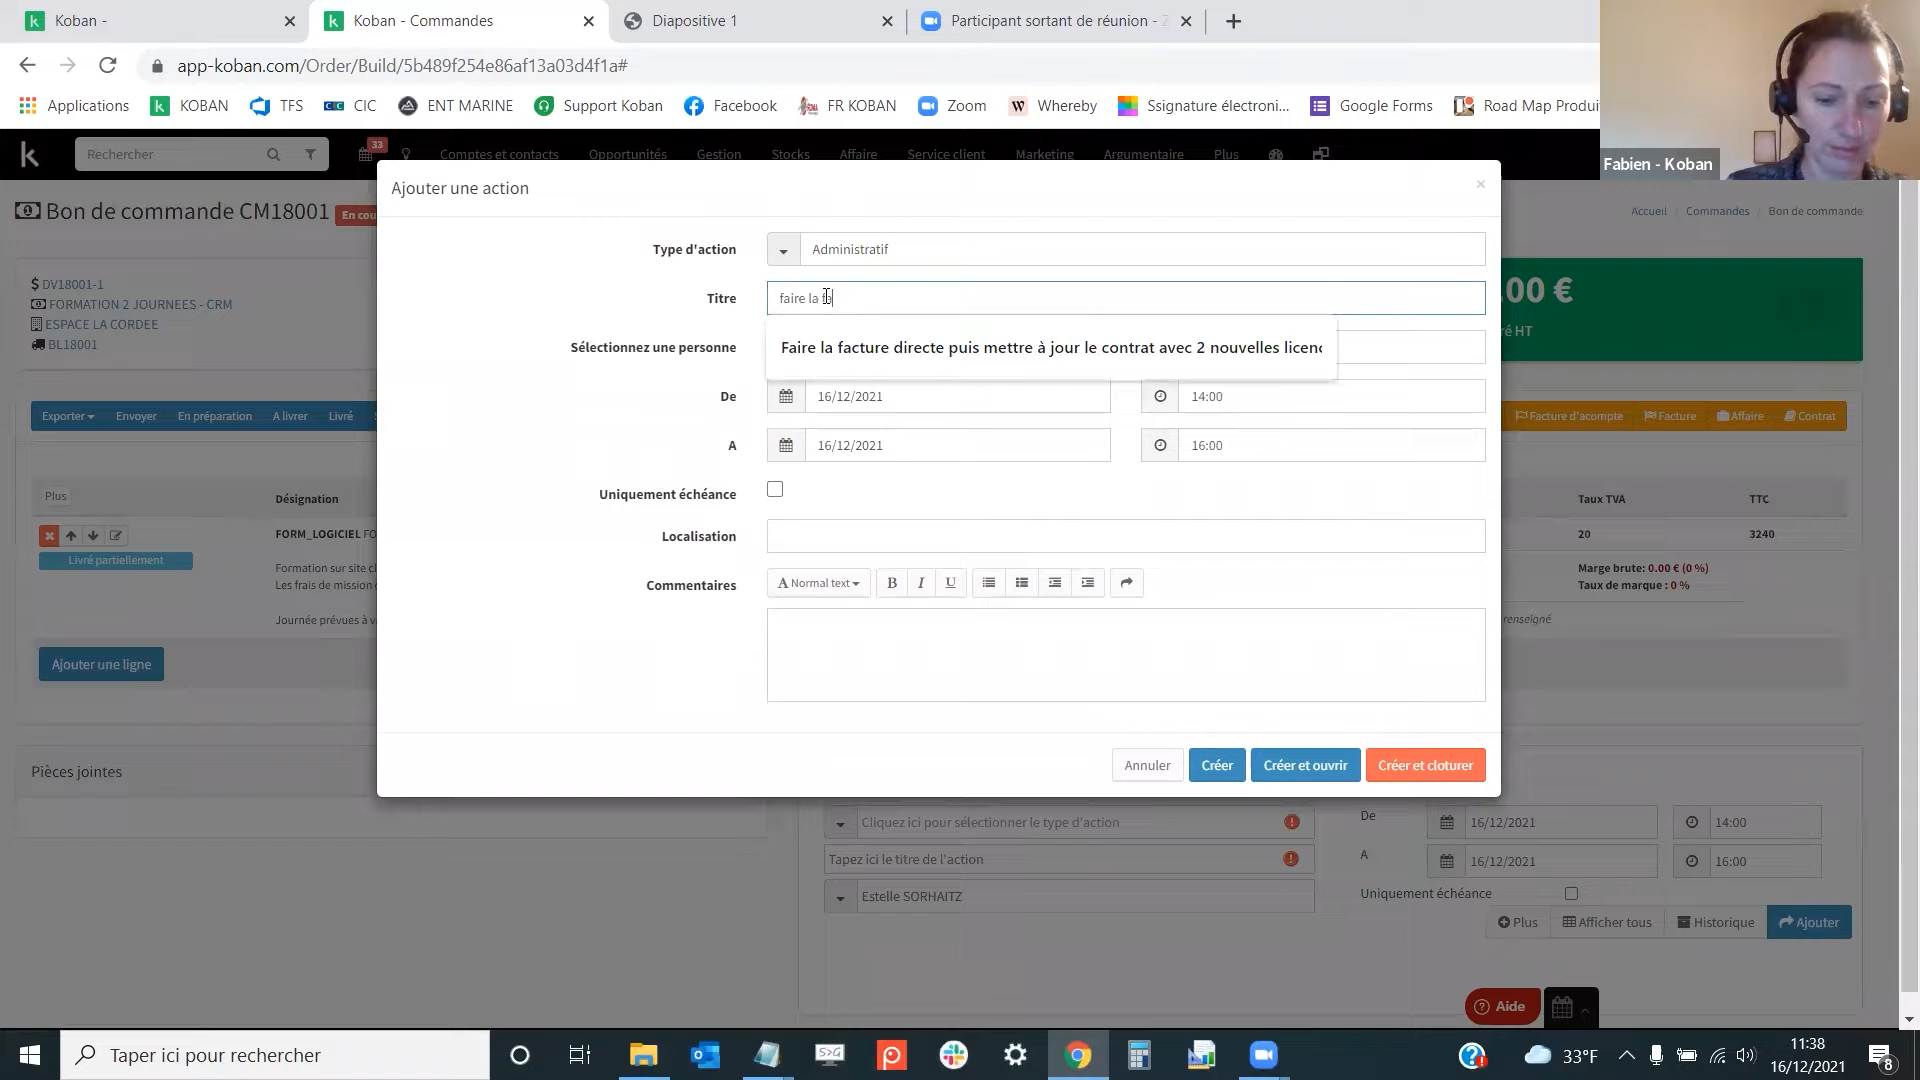 Koban -
Koban - Commandes
Diapositive 1
Participant sortant de réunion - Z
app-koban.com/Order/Build/5b489f254e86af13a03d4f1a#
Applications
KOBAN
TFS
CIC
ENT MARINE
Support Koban
Facebook
FR KOBAN
Zoom
Whereby
Ssignature électroni...
Google Forms
Road Map Produi
Fabien - Koban
Rechercher
33
Comptes et contacts
Opportunités
Gestion
Stocks
Affaire
Service client
Marketing
Argumentaire
Plus
Bon de commande CM18001
En cou
Accueil
Commandes
Bon de commande
DV18001-1
FORMATION 2 JOURNEES - CRM
ESPACE LA CORDEE
BL18001
.00 €
ré HT
Exporter
Envoyer
En préparation
A livrer
Livré
Facture d'acompte
Facture
Affaire
Contrat
Plus
Désignation
Taux TVA
TTC
FORM_LOGICIEL FO
20
3240
Livré partiellement
Formation sur site cl
Les frais de mission
Marge brute: 0.00 € (0 %)
Taux de marque : 0 %
Journée prévues à v
renseigné
Ajouter une ligne
Pièces jointes
Ajouter une action
×
Type d'action
Administratif
Titre
faire la fa
Faire la facture directe puis mettre à jour le contrat avec 2 nouvelles licenc
Sélectionnez une personne
De
16/12/2021
14:00
A
16/12/2021
16:00
Uniquement échéance
Localisation
Commentaires
Normal text
B
I
U
Annuler
Créer
Créer et ouvrir
Créer et cloturer
Cliquez ici pour sélectionner le type d'action
De
16/12/2021
14:00
Tapez ici le titre de l'action
A
16/12/2021
16:00
Estelle SORHAITZ
Uniquement échéance
Plus
Afficher tous
Historique
Ajouter
Aide
Taper ici pour rechercher
33°F
11:38
16/12/2021
8